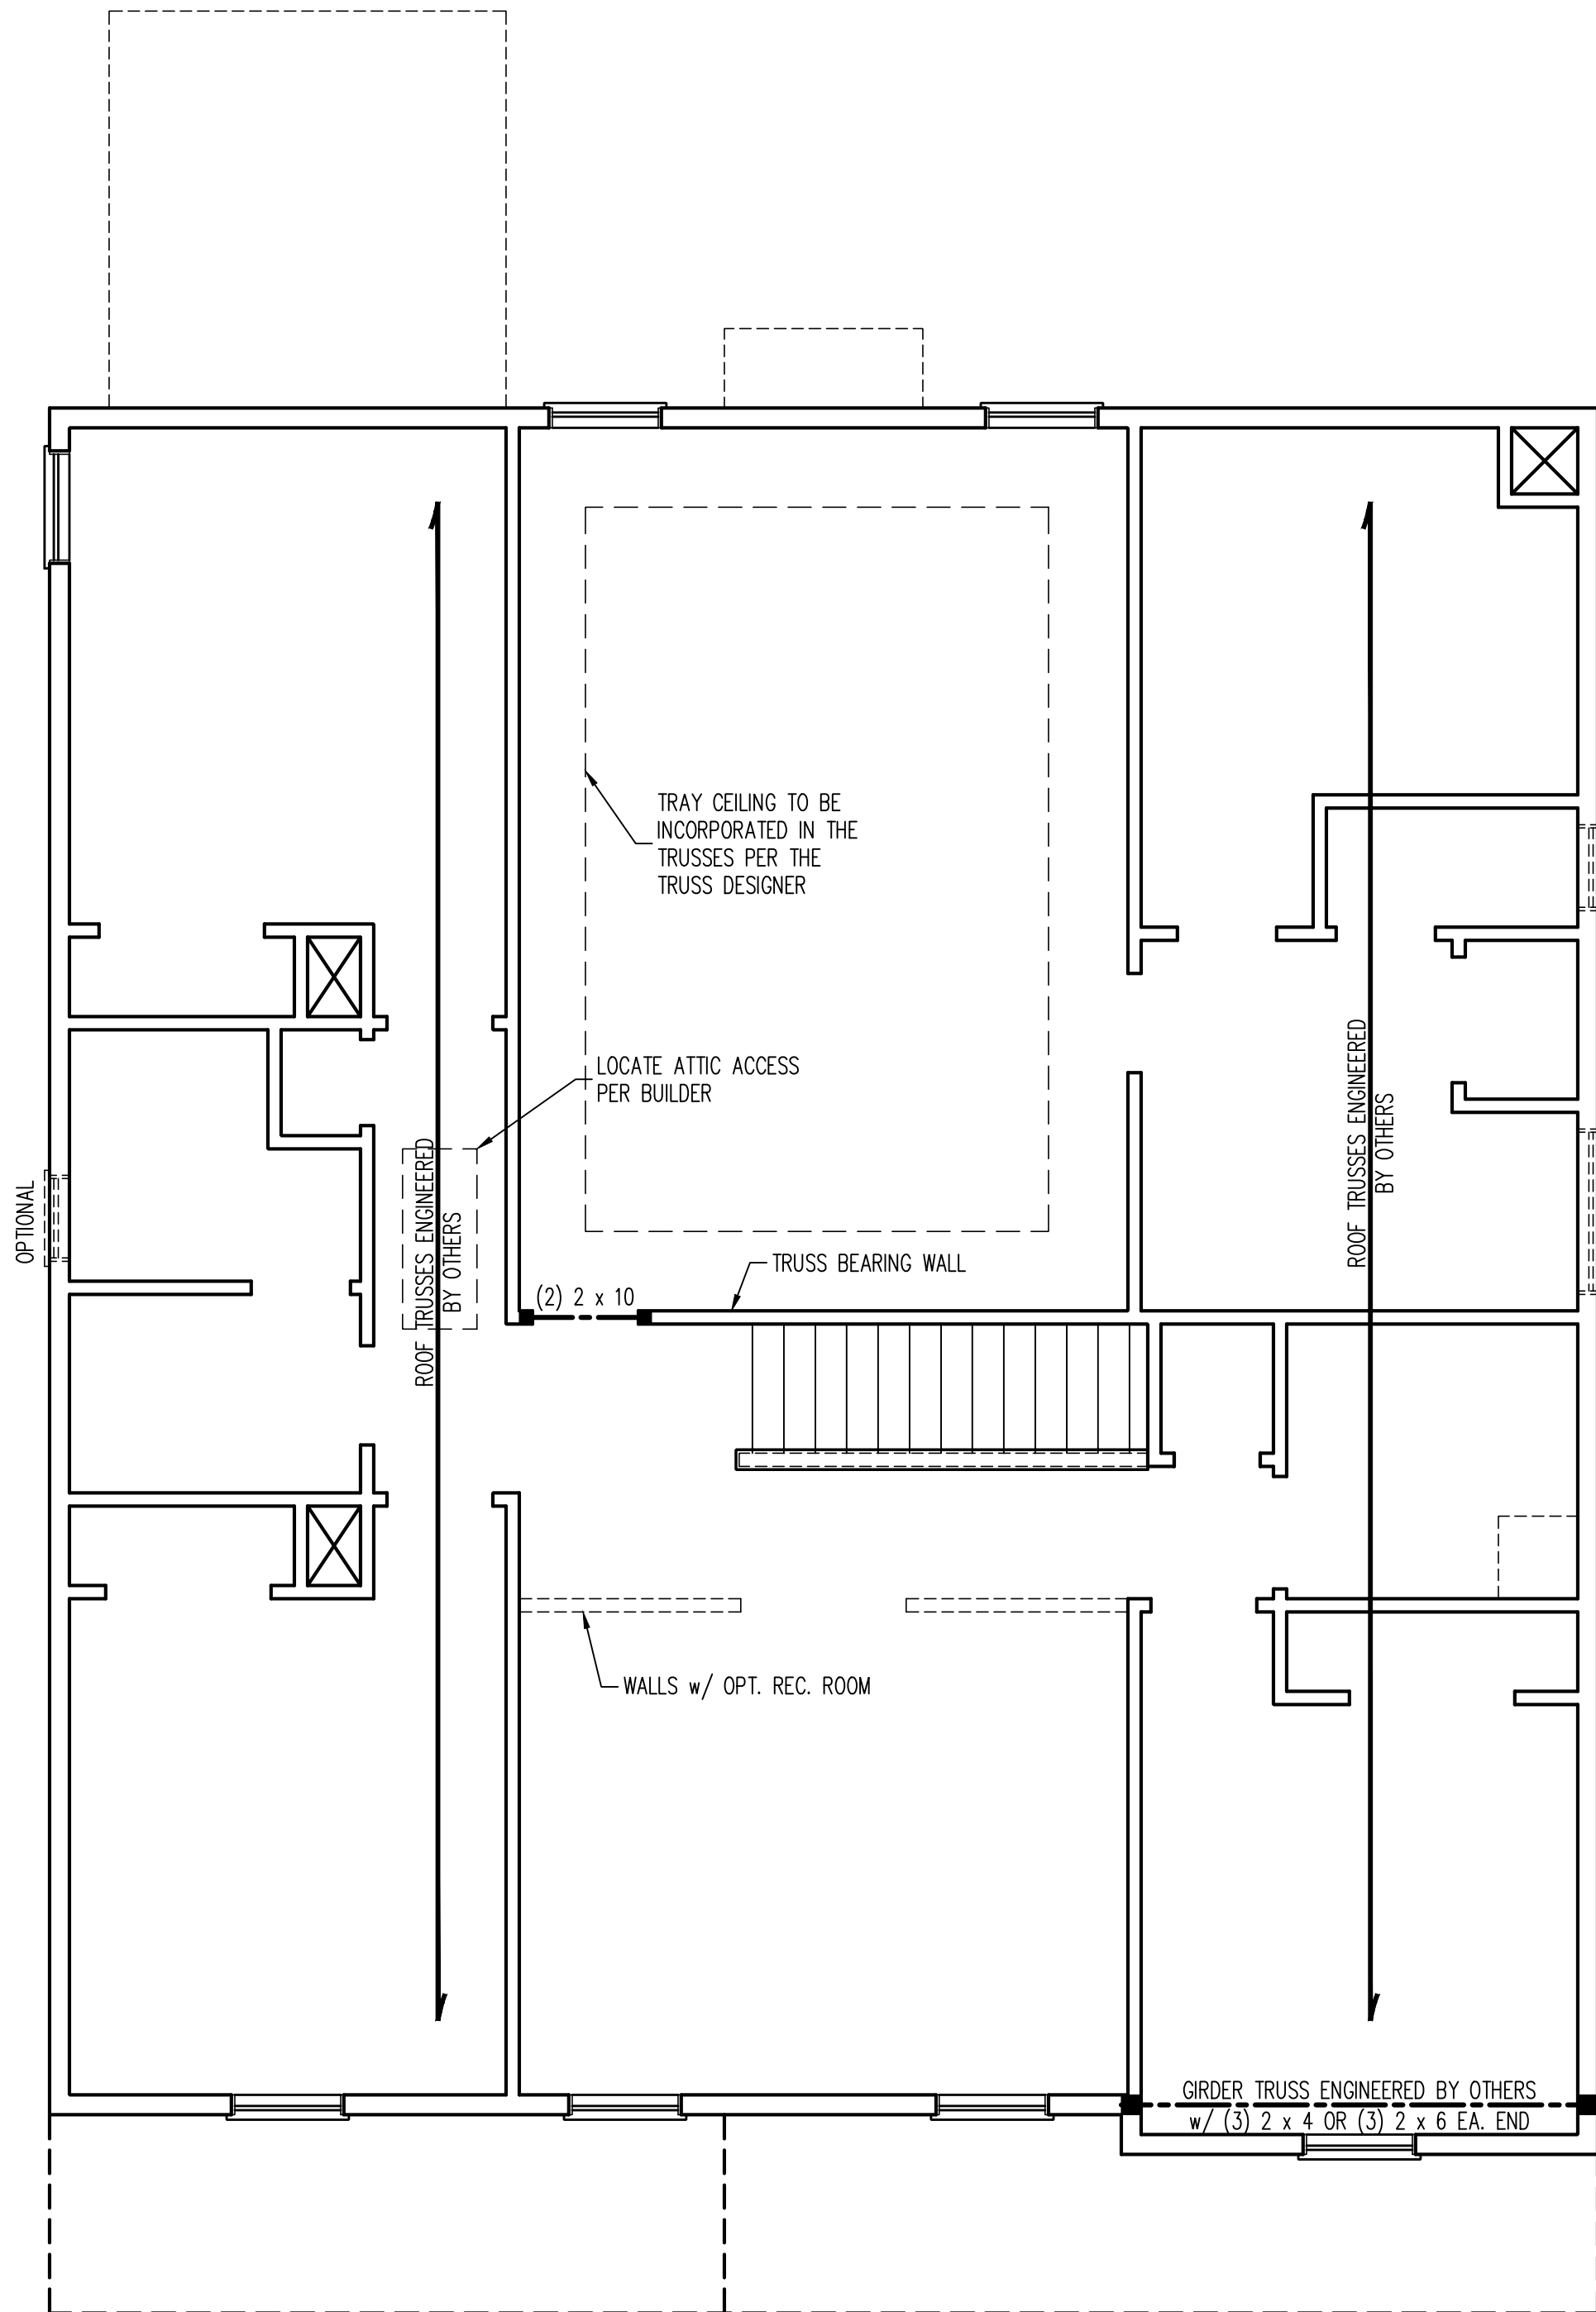 TRAY CEILING TO BE
INCORPORATED IN THE
TRUSSES PER THE
TRUSS DESIGNER
LOCATE ATTIC ACCESS
PER BUILDER
ROOF TRUSSES ENGINEERED
BY OTHERS
ROOF TRUSSES ENGINEERED
BY OTHERS
OPTIONAL
TRUSS BEARING WALL
(2) 2 x 10
WALLS w/ OPT. REC. ROOM
GIRDER TRUSS ENGINEERED BY OTHERS
w/ (3) 2 x 4 OR (3) 2 x 6 EA. END